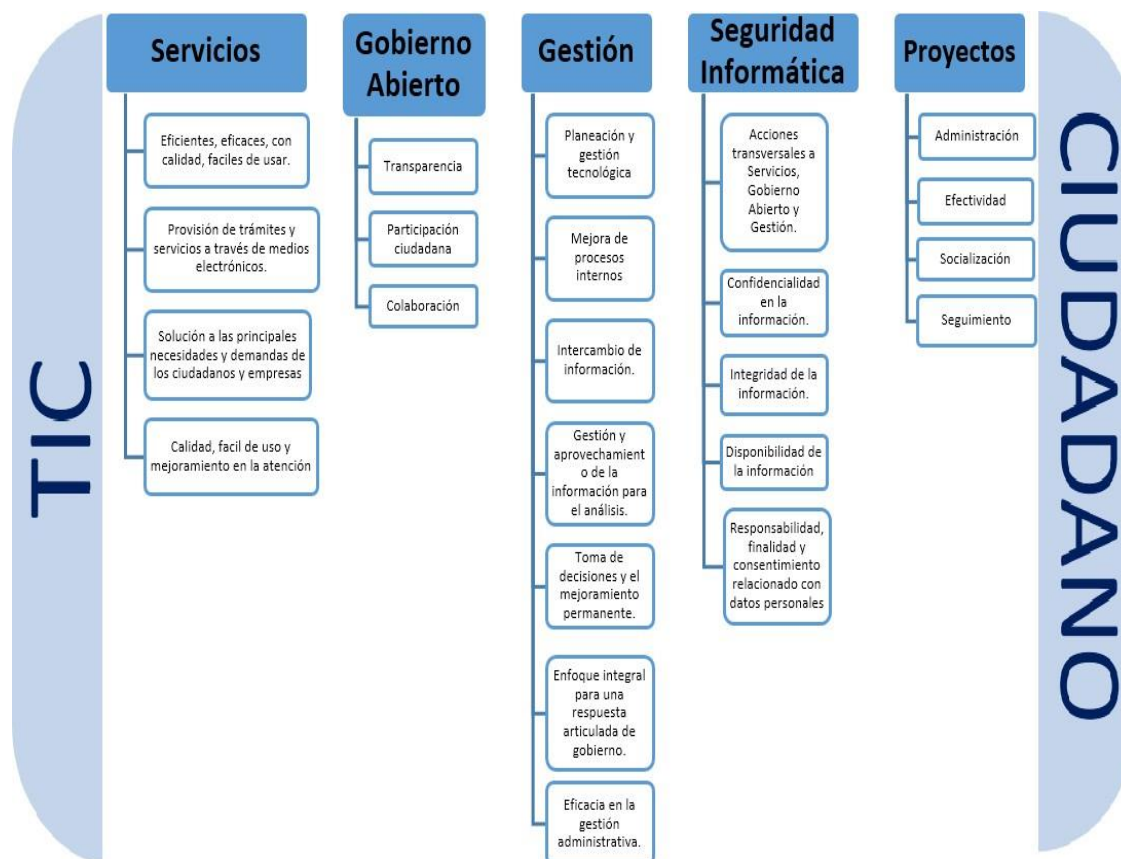 TIC
Servicios
Eficientes, eficaces, con
calidad, faciles de usar.
Provisión de trámites y
servicios a través de medios
electrónicos.
Solución a las principales
necesidades y demandas de
los ciudadanos y empresas
Calidad, facil de uso y
mejoramiento en la atención
Gobierno
Abierto
Transparencia
Participación
ciudadana
Colaboración
Gestión
Planeación y
gestión
tecnológica
Mejora de
procesos
internos
Intercambio de
información.
Gestión y
aprovechamient
o de la
información para
el análisis.
Toma de
decisiones y el
mejoramiento
permanente.
Enfoque integral
para una
respuesta
articulada de
gobierno.
Eficacia en la
gestión
administrativa.
Seguridad
Informática
Acciones
transversales a
Servicios,
Gobierno
Abierto y
Gestión.
Confidencialidad
en la
información.
Integridad de la
información.
Disponibilidad de
la información
Responsabilidad,
finalidad y
consentimiento
relacionado con
datos personales
Proyectos
Administración
Efectividad
Socialización
Seguimiento
CIUDADANO